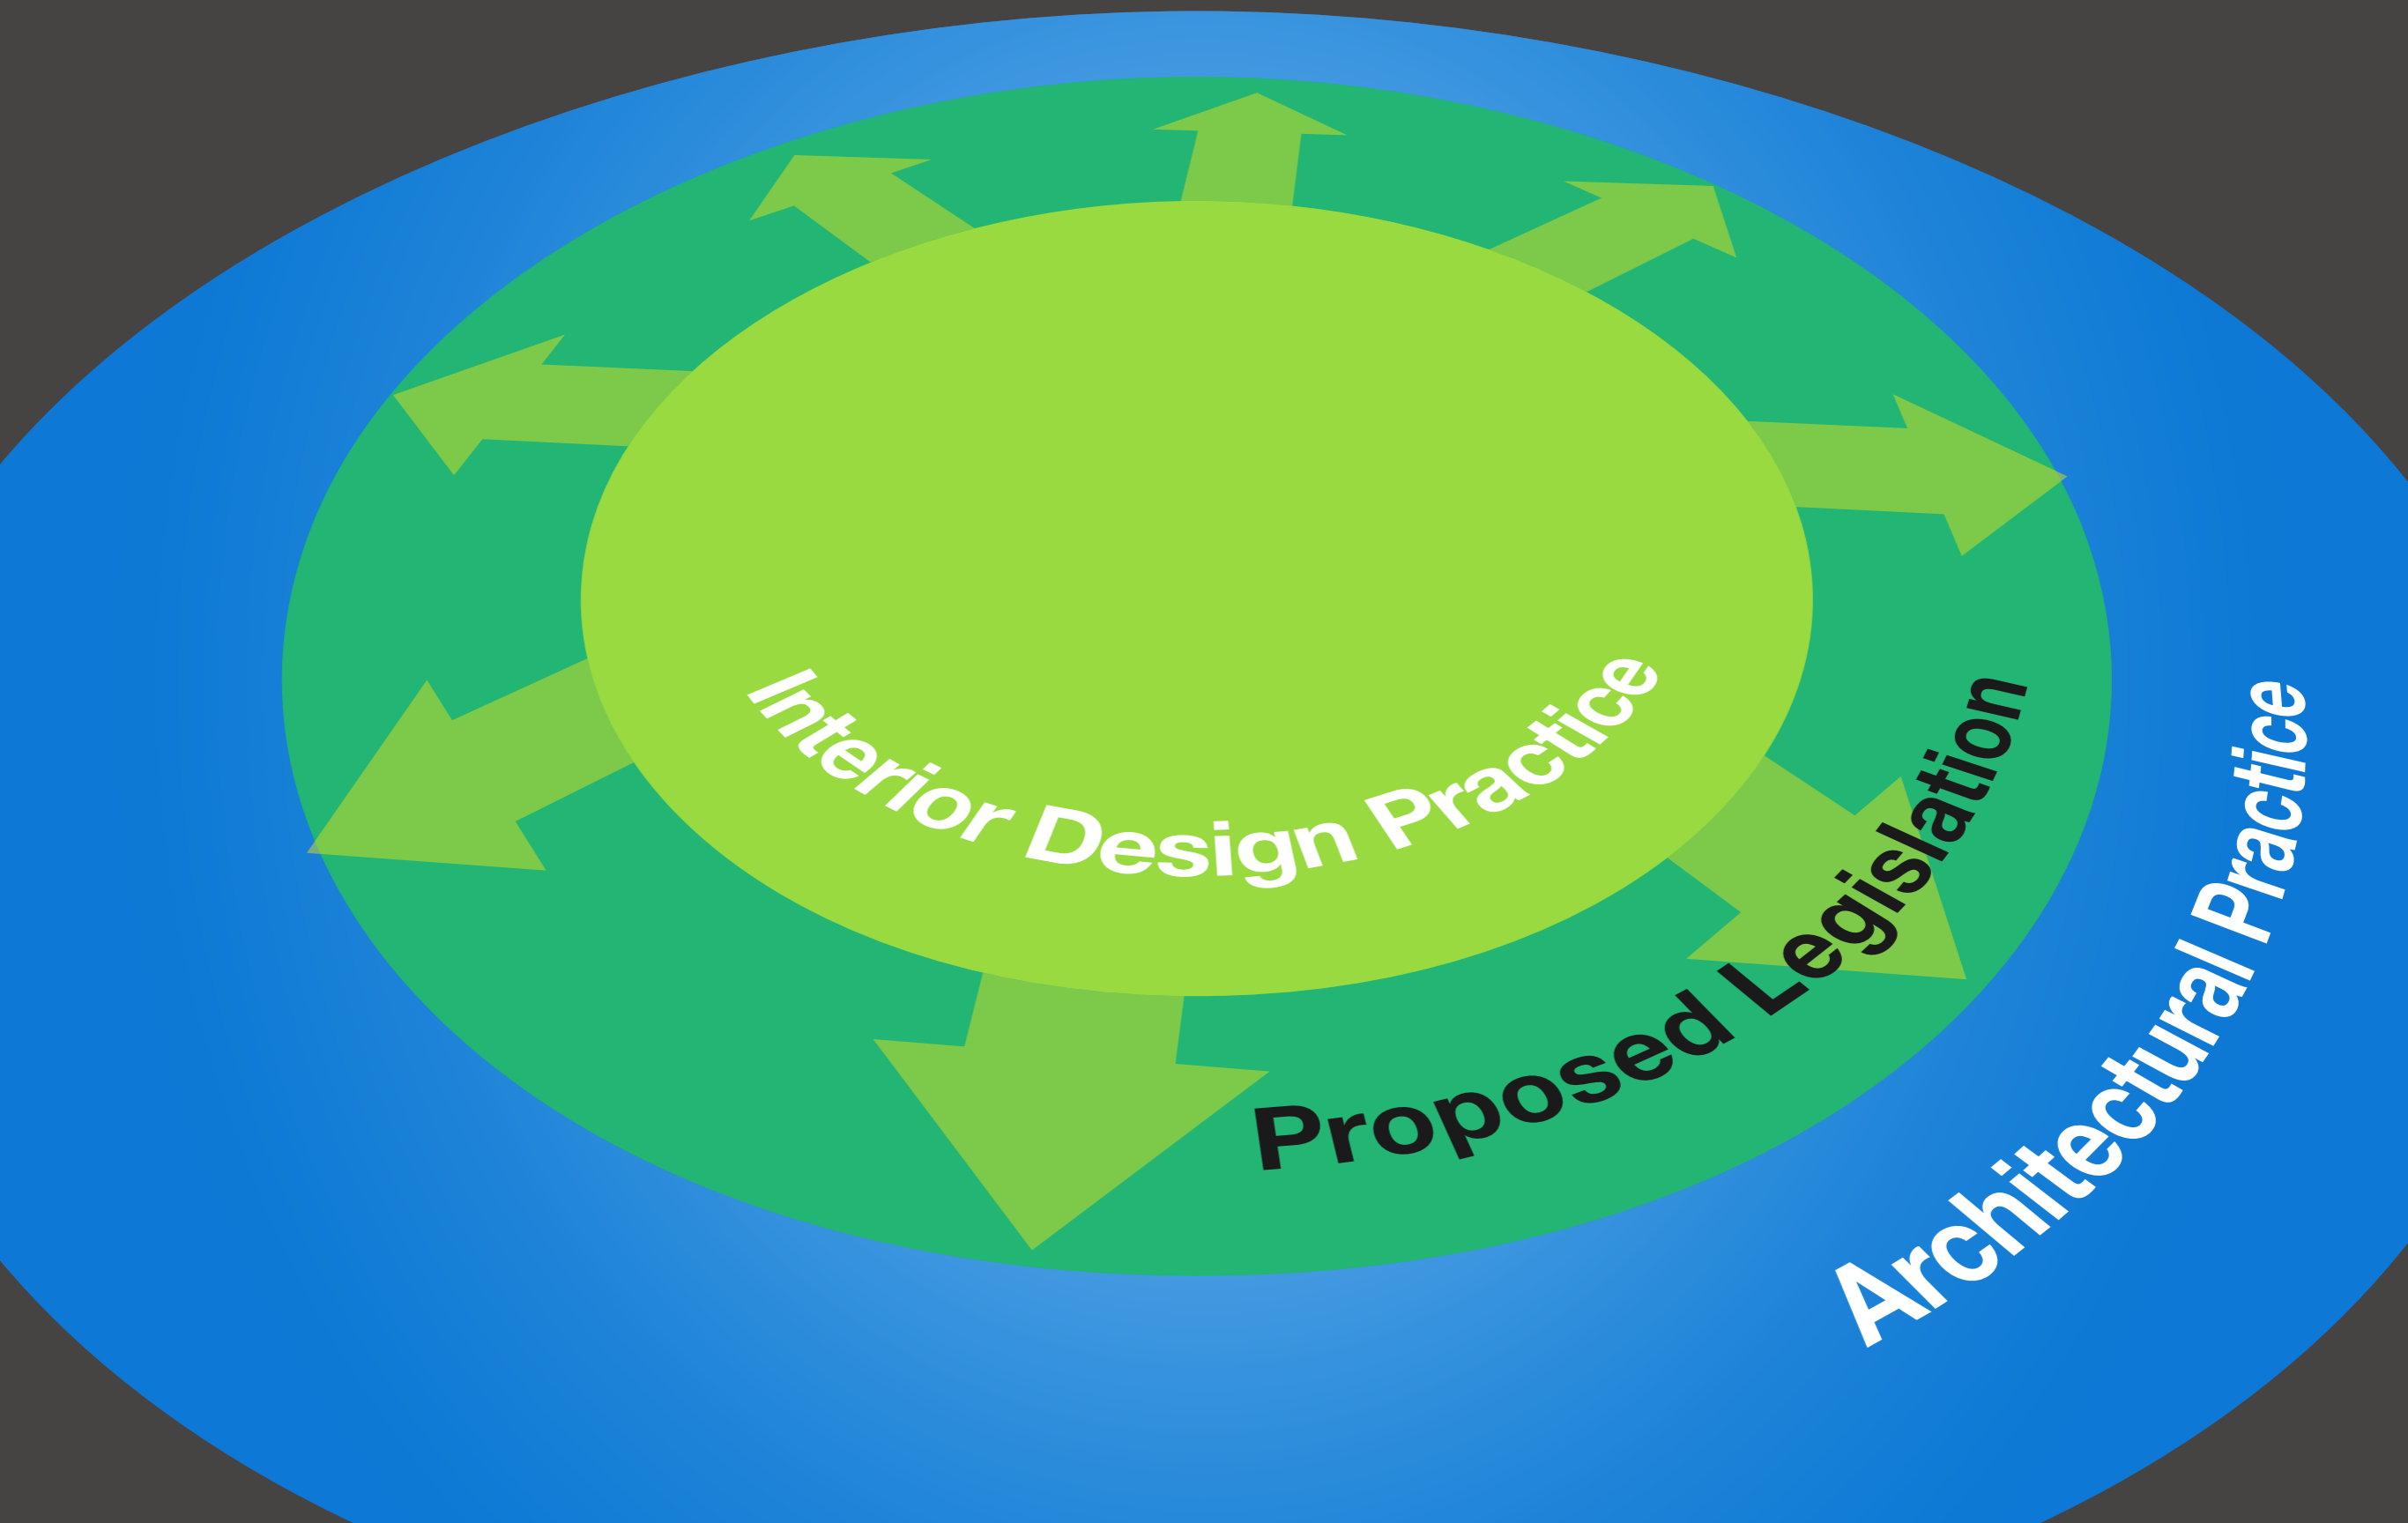 Interior Design Practice
Proposed Legislation
Architectural Practice